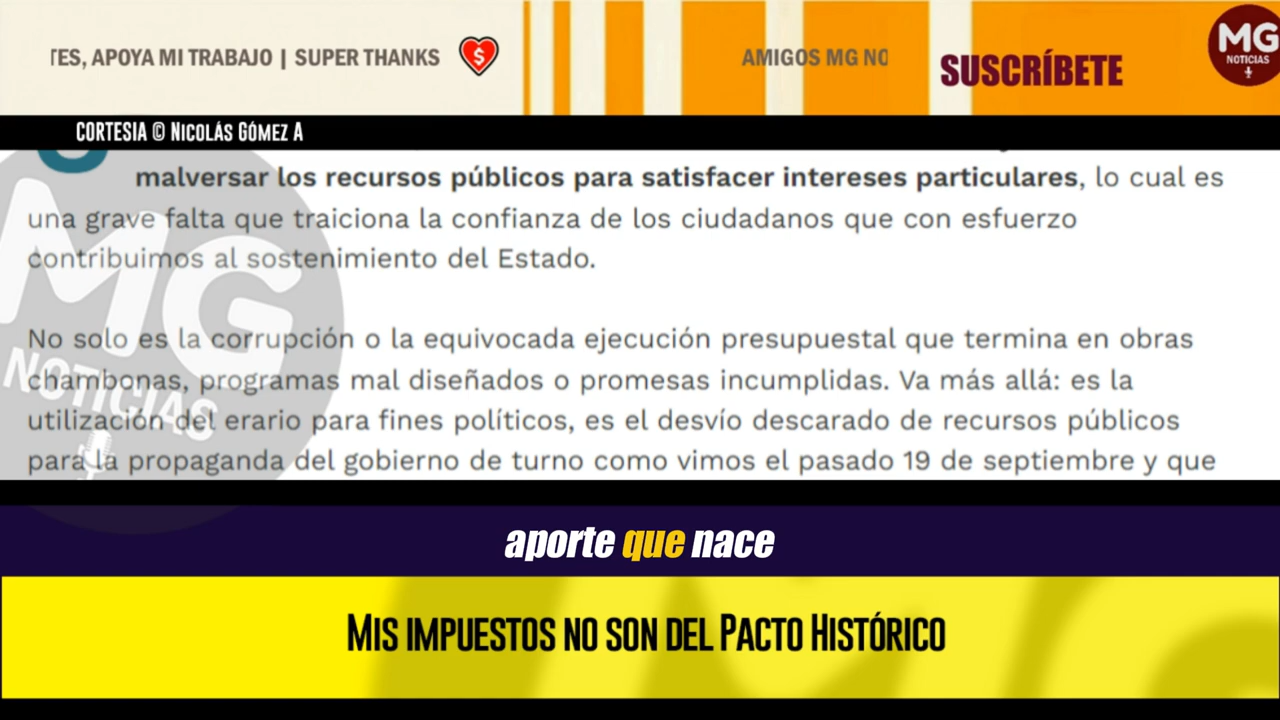 APOYA MI TRABAJO | SUPER THANKS
AMIGOS MG
SUSCRÍBETE
MG
NOTICIAS
CORTESIA © NICOLÁS GÓMEZ A
malversar los recursos públicos para satisfacer intereses particulares, lo cual es
una grave falta que traiciona la confianza de los ciudadanos que con esfuerzo
contribuimos al sostenimiento del Estado.
No solo es la corrupción o la equivocada ejecución presupuestal que termina en obras
chambonas, programas mal diseñados o promesas incumplidas. Va más allá: es la
utilización del erario para fines políticos, es el desvío descarado de recursos públicos
para la propaganda del gobierno de turno como vimos el pasado 19 de septiembre y que
MG
NOTICIAS
aporte que nace
MIS IMPUESTOS NO SON DEL PACTO HISTÓRICO